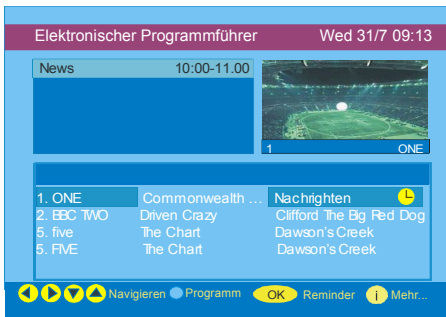 Elektronischer Programmführer Wed 31/7 09:13
News 10:00-11.00
1 ONE
1. ONE Commonwealth ... Nachrighten
2. BBC TWO Driven Crazy Clifford The Big Red Dog
5. five The Chart Dawson's Creek
5. FIVE The Chart Dawson's Creek
Navigieren Programm OK Reminder i Mehr...